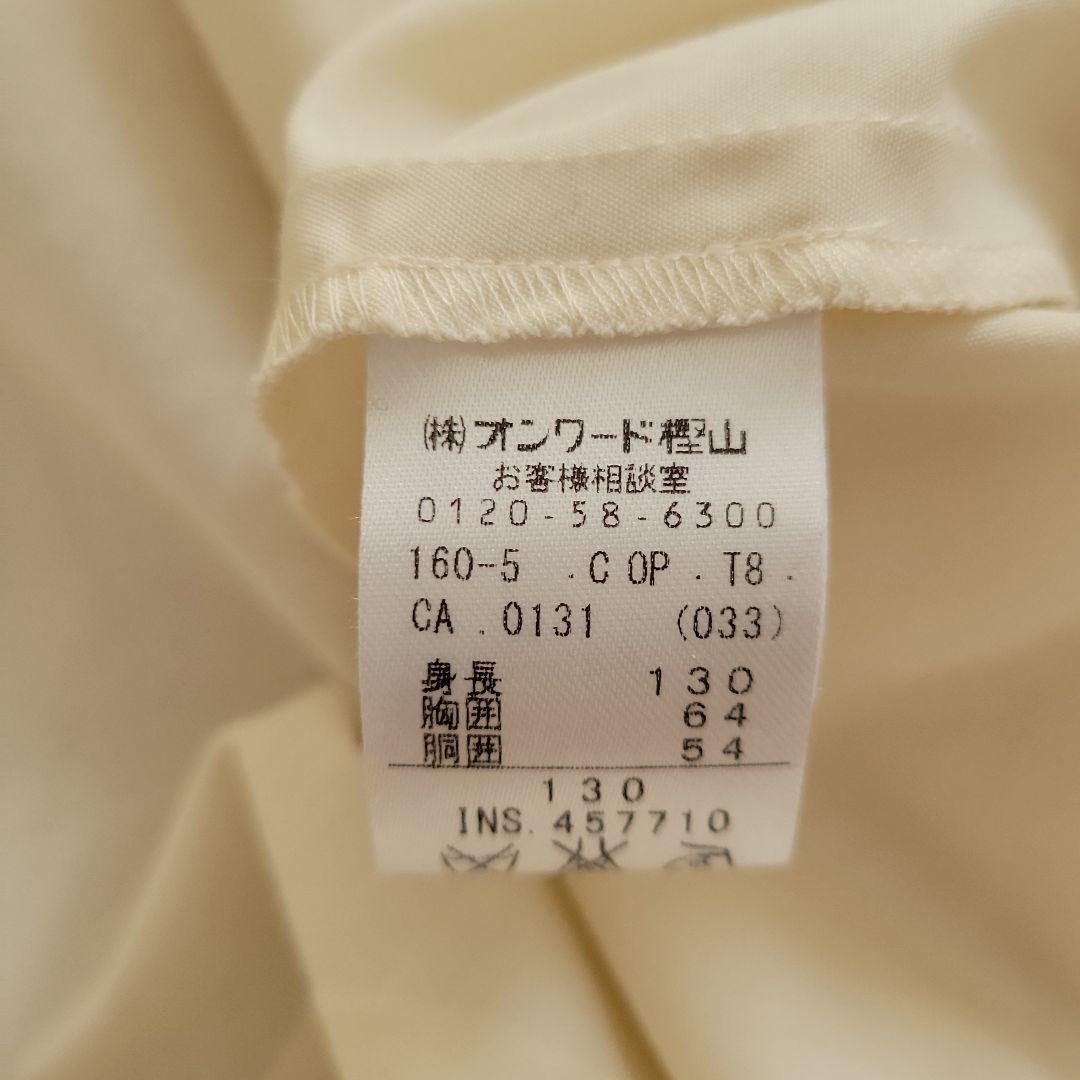 ㈱オンワード樫山
お客様相談室
0120-58-6300
160-5 .C OP . T8 .
CA .0131 (033)
身長 130
胸囲 64
胴囲 54
130
INS. 457710